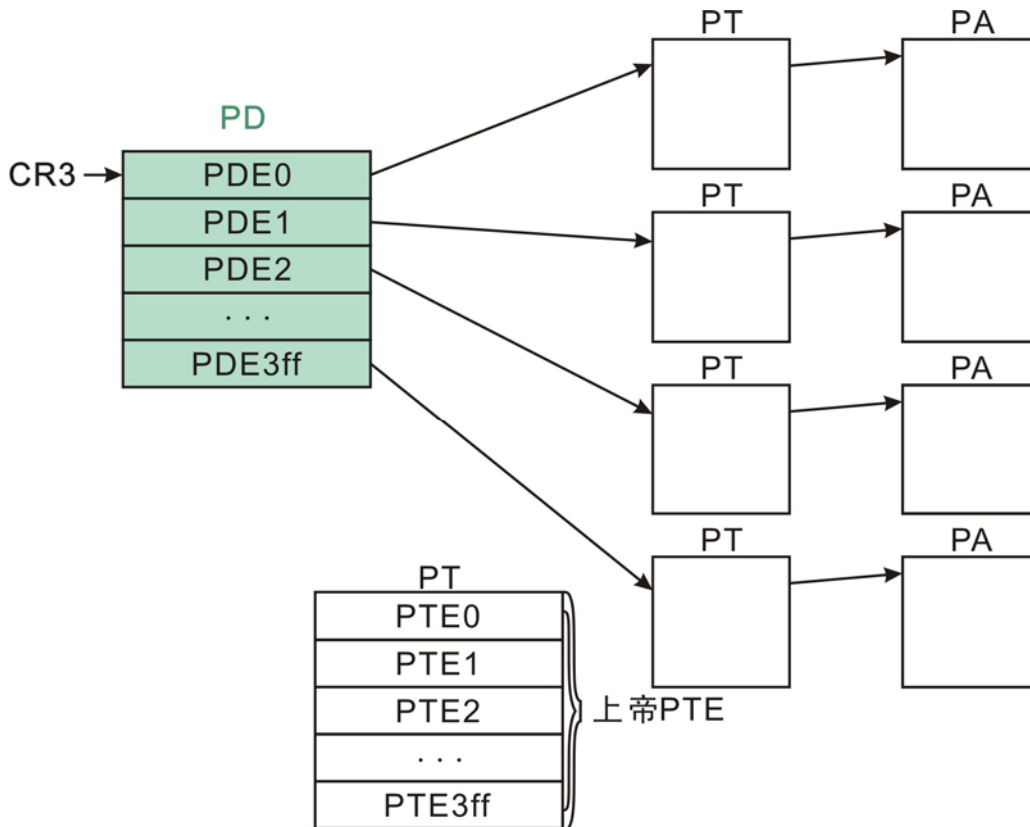 PT PA
PD
CR3
PDE0
PDE1
PDE2
...
PDE3ff
PT PA
PT PA
PT PA
PT
PTE0
PTE1
PTE2
...
PTE3ff
上帝PTE